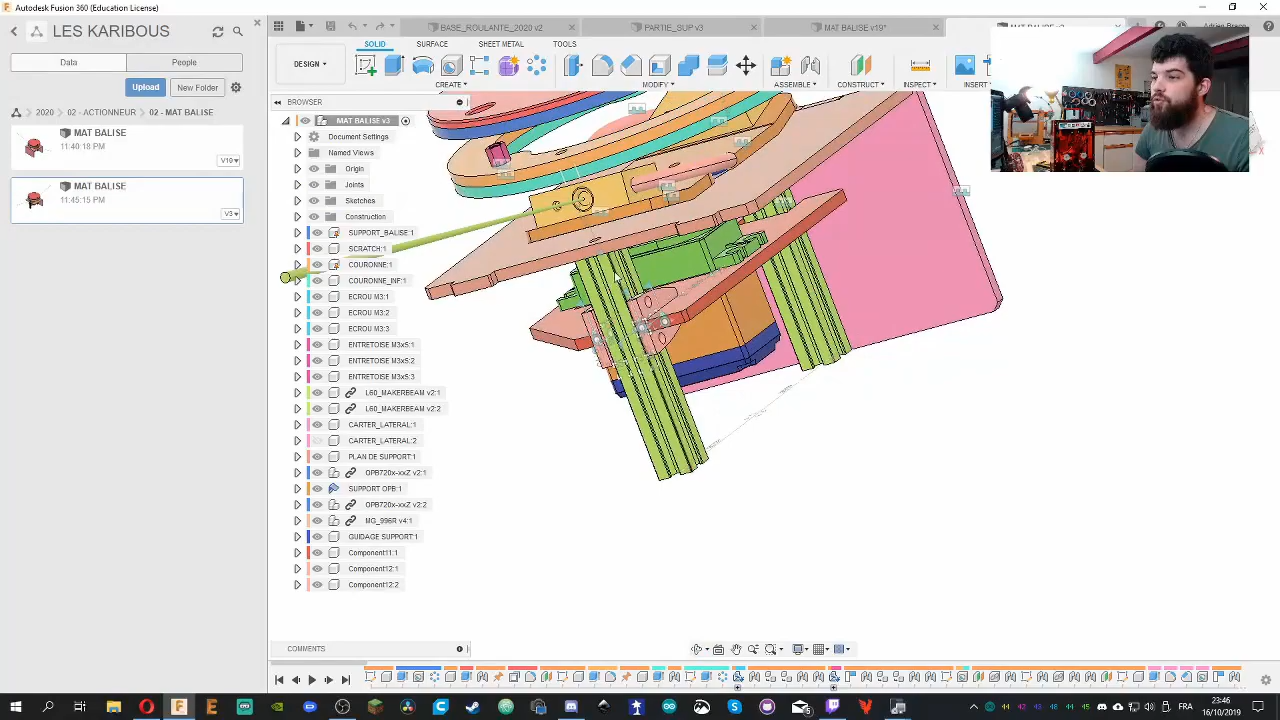 Autodesk Fusion 360 (Education License)
LES KARIBOUS
BASE_ROULANTE_2020 v2
PARTIE_SUP v3
MAT BALISE v19*
Data
People
SOLID
SURFACE
SHEET METAL
TOOLS
DESIGN
Upload
New Folder
CREATE
MODIFY
ASSEMBLE
CONSTRUCT
INSPECT
INSERT
BROWSER
2020
02 - ACTIONNEUR
02 - MAT BALISE
MAT BALISE v3
MAT BALISE
11:40:18 PM
V19
Document Settings
Named Views
Origin
Joints
MAT BALISE
11:45:15 PM
V3
Sketches
Construction
SUPPORT_BALISE:1
SCRATCH:1
COURONNE:1
COURONNE_INF:1
ECROU M3:1
ECROU M3:2
ECROU M3:3
ENTRETOISE M3x5:1
ENTRETOISE M3x5:2
ENTRETOISE M3x5:3
L60_MAKERBEAM v2:1
L60_MAKERBEAM v2:2
CARTER_LATERAL:1
CARTER_LATERAL:2
PLAN DE SUPPORT:1
OPB720x-xxZ v2:1
SUPPORT OPB:1
OPB720x-xxZ v2:2
MG_996R v4:1
GUIDAGE SUPPORT:1
Component11:1
Component12:1
Component12:2
COMMENTS
FRA
23:46
16/10/2019